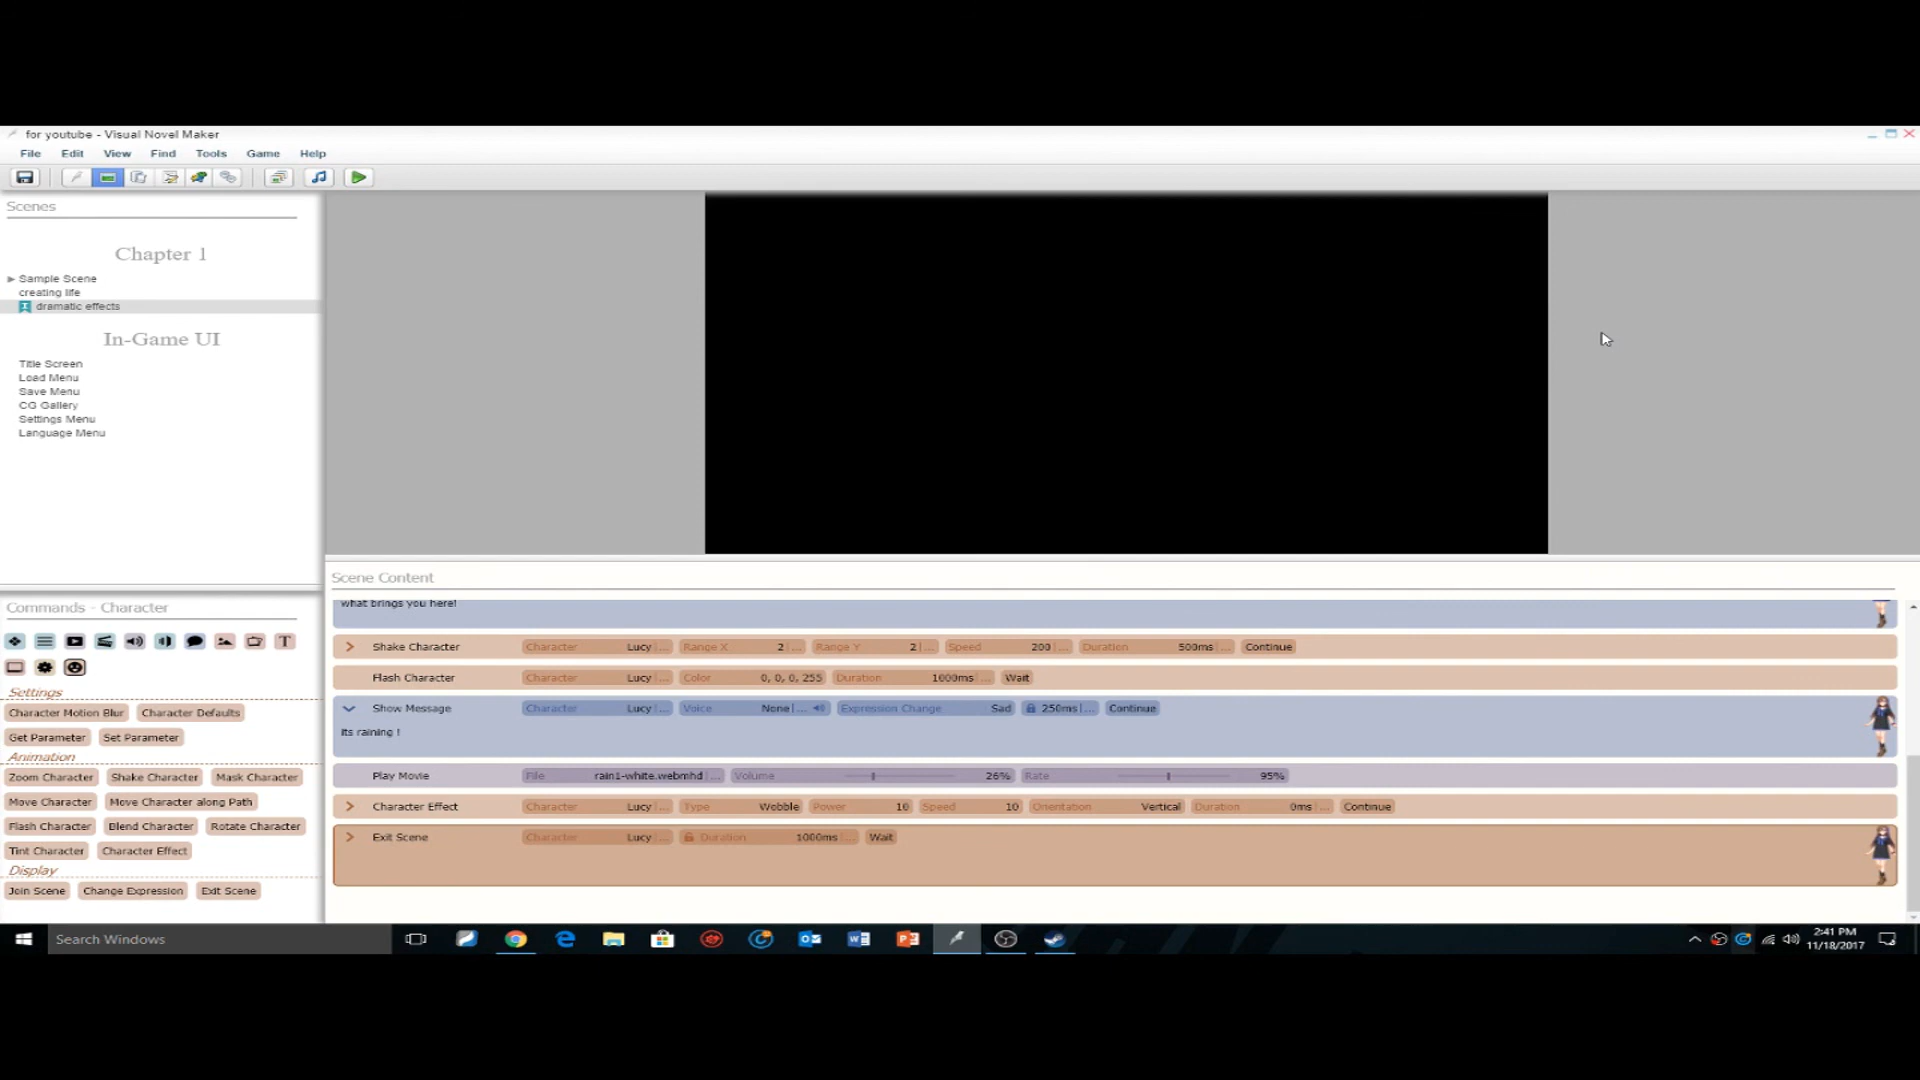 for youtube - Visual Novel Maker
File Edit View Find Tools Game Help
Scenes
Chapter 1
Sample Scene
creating life
dramatic effects
In-Game UI
Title Screen
Load Menu
Save Menu
CG Gallery
Settings Menu
Language Menu
Scene Content
what brings you here!
Shake Character Character Lucy ... Range X 2 ... Range Y 2 ... Speed 200 ... Duration 500ms ... Continue
Flash Character Character Lucy ... Color 0, 0, 0, 255 Duration 1000ms ... Wait
Show Message Character Lucy ... Voice None ... Expression Change Sad 250ms ... Continue
Its raining !
Play Movie File rain1-white.webmhd ... Volume 26% Rate 95%
Character Effect Character Lucy ... Type Wobble Power 10 Speed 10 Orientation Vertical Duration 0ms ... Continue
Exit Scene Character Lucy ... Duration 1000ms ... Wait
Commands - Character
T
Settings
Character Motion Blur Character Defaults
Get Parameter Set Parameter
Animation
Zoom Character Shake Character Mask Character
Move Character Move Character along Path
Flash Character Blend Character Rotate Character
Tint Character Character Effect
Display
Join Scene Change Expression Exit Scene
Search Windows
2:41 PM
11/18/2017